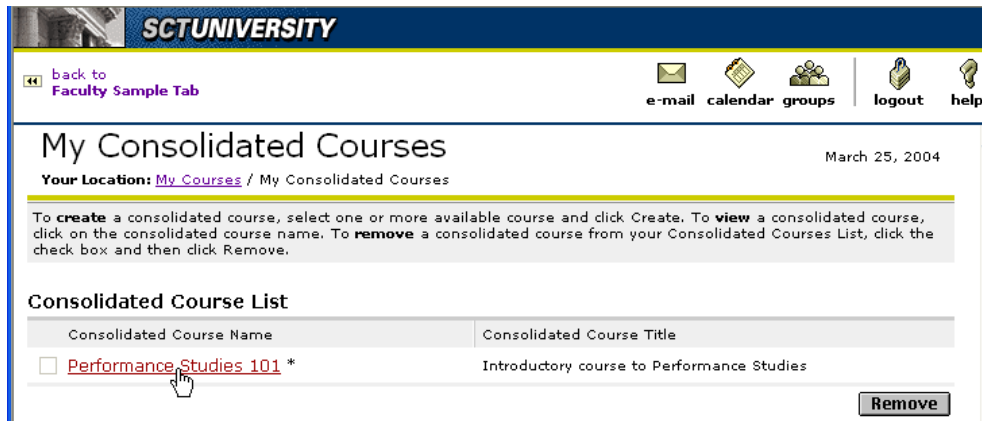 SCTUNIVERSITY
back to
Faculty Sample Tab
e-mail calendar groups logout help
My Consolidated Courses
March 25, 2004
Your Location: My Courses / My Consolidated Courses
To create a consolidated course, select one or more available course and click Create. To view a consolidated course,
click on the consolidated course name. To remove a consolidated course from your Consolidated Courses List, click the
check box and then click Remove.
Consolidated Course List
Consolidated Course Name Consolidated Course Title
Performance Studies 101 * Introductory course to Performance Studies
Remove